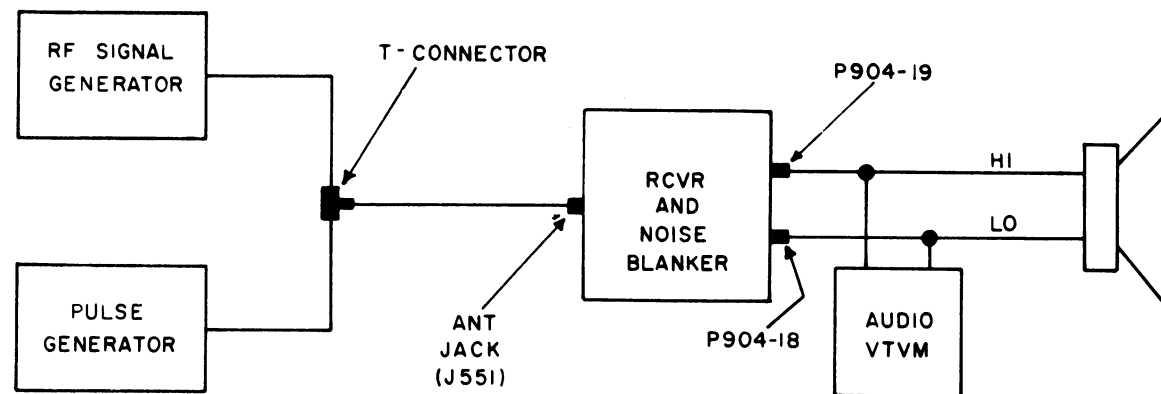 RF SIGNAL
GENERATOR
T-CONNECTOR
P904-19
HI
RCVR
AND
NOISE
BLANKER
LO
PULSE
GENERATOR
ANT
JACK
(J551)
P904-18
AUDIO
VTVM